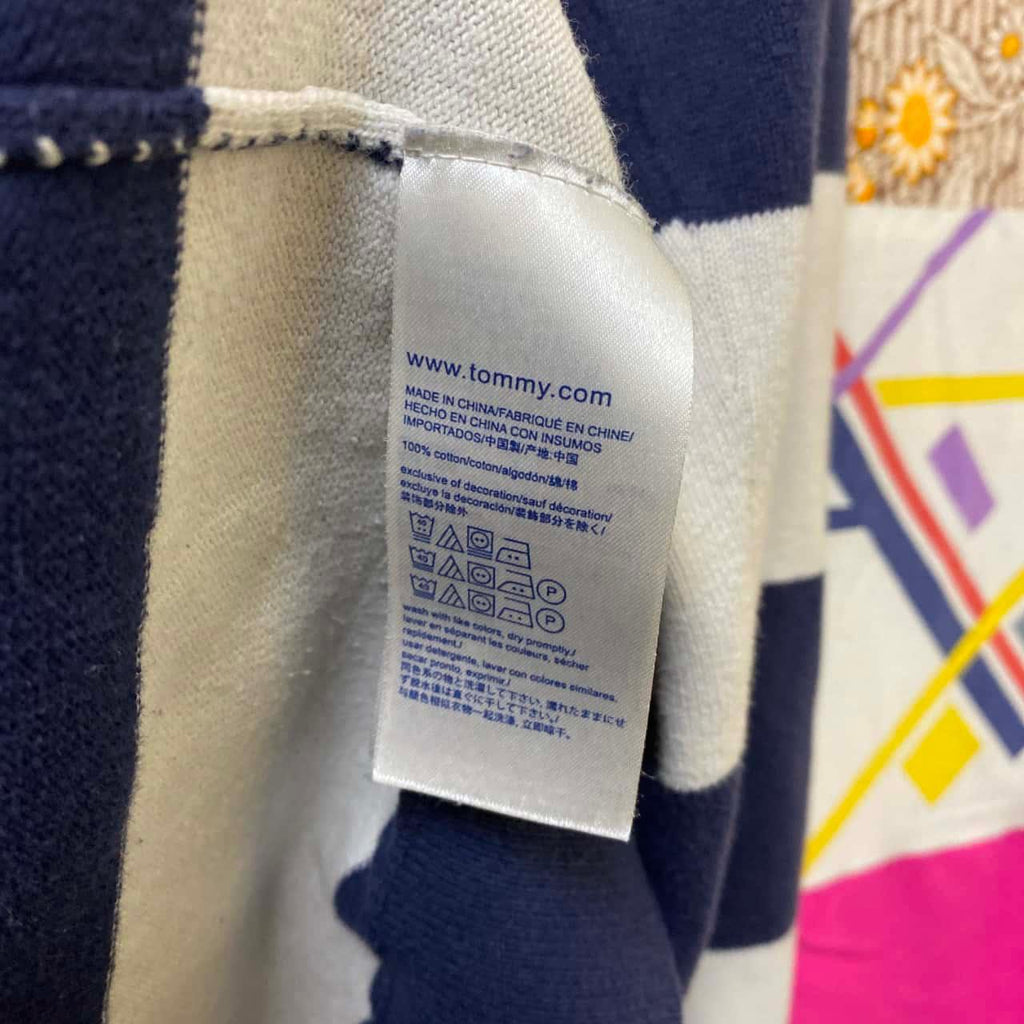 www.tommy.com
MADE IN CHINA/FABRIQUÉ EN CHINE/
HECHO EN CHINA CON INSUMOS
IMPORTADOS/中国製/产地:中国
100% cotton/coton/algodón/綿/棉
exclusive of decoration/sauf décoration/
excluye la decoración/装飾部分を除く/
装饰部分除外
40
40 P
40 P
wash with like colors, dry promptly./
laver en séparant les couleurs, sécher
rapidement./
usar detergente, lavar con colores similares.
secar pronto, exprimir./
同色系の物と洗濯して下さい, 濡れたままにせ
ず脱水後は直ぐに干して下さい。/
与颜色相似衣物一起洗涤, 立即晾干。